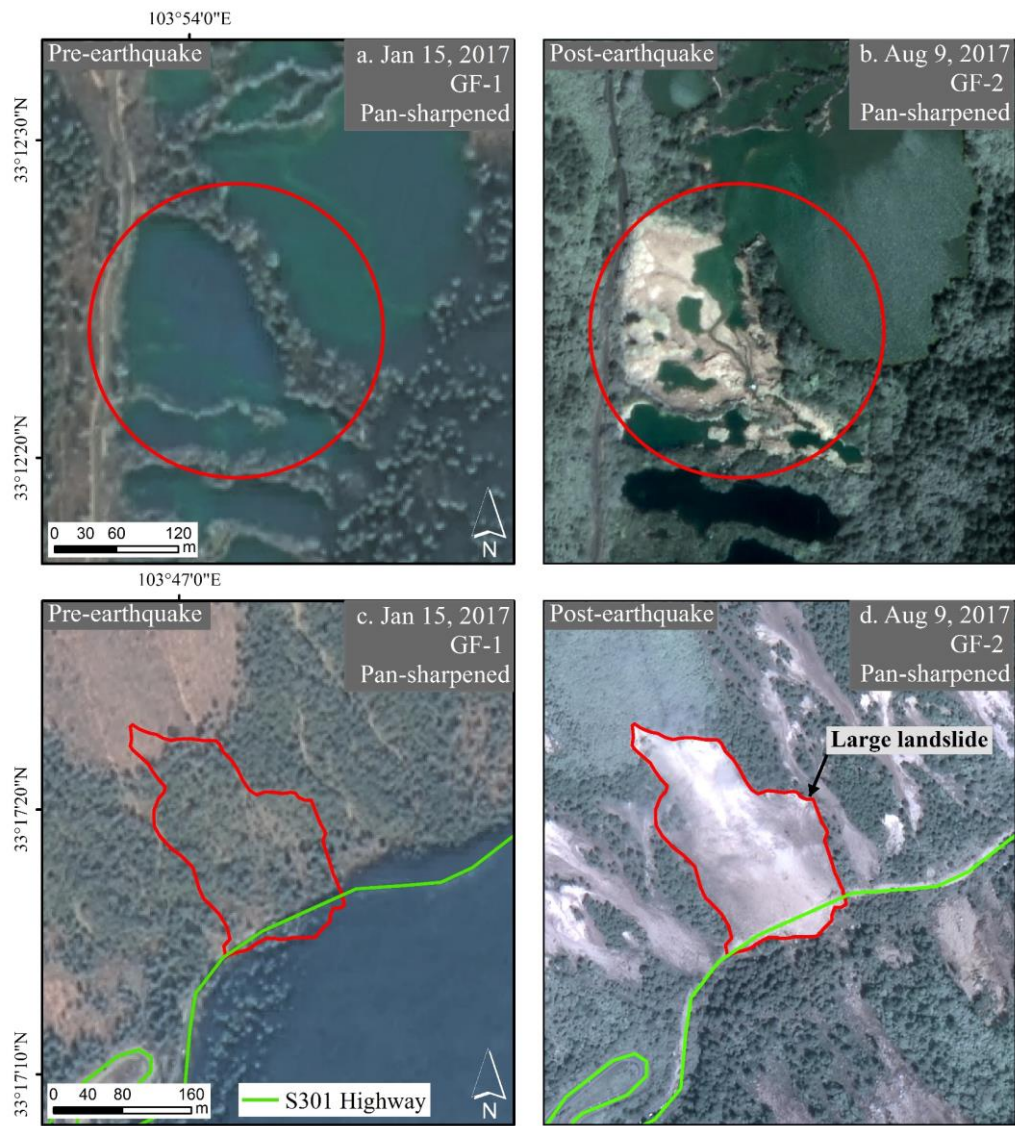 103°54'0"E
Pre-earthquake
a. Jan 15, 2017
GF-1
Pan-sharpened
Post-earthquake
b. Aug 9, 2017
GF-2
Pan-sharpened
33°12'30"N
33°12'20"N
0 30 60 120
m
N
103°47'0"E
Pre-earthquake
c. Jan 15, 2017
GF-1
Pan-sharpened
Post-earthquake
d. Aug 9, 2017
GF-2
Pan-sharpened
Large landslide
33°17'20"N
33°17'10"N
0 40 80 160
m
S301 Highway
N